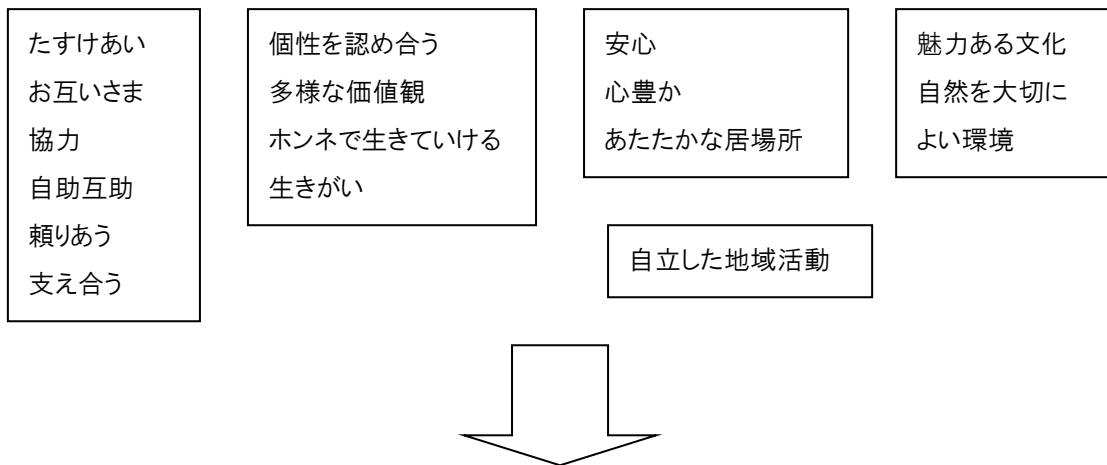 たすけあい
お互いさま
協力
自助互助
頼りあう
支え合う
個性を認め合う
多様な価値観
ホンネで生きていける
生きがい
安心
心豊か
あたたかな居場所
魅力ある文化
自然を大切に
よい環境
自立した地域活動